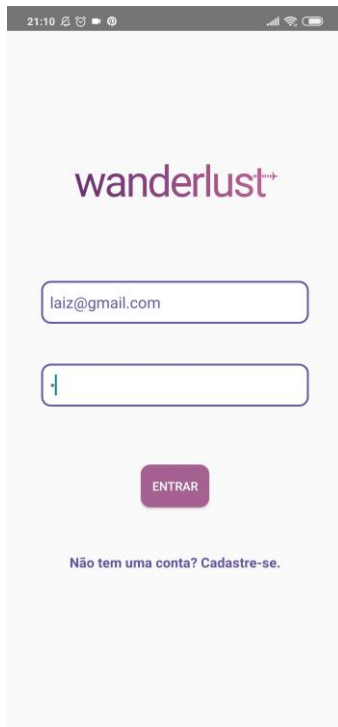 21:10
wanderlust
laiz@gmail.com
•
ENTRAR
Não tem uma conta? Cadastre-se.